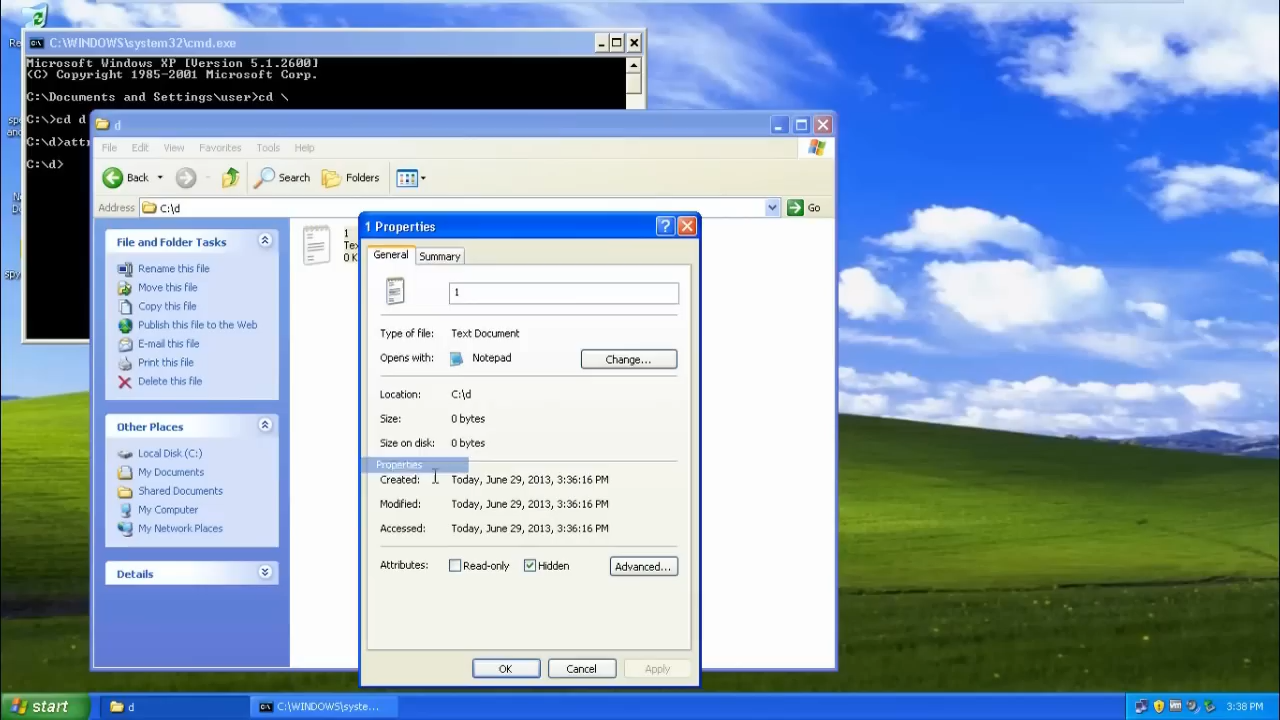 C:\WINDOWS\system32\cmd.exe
Microsoft Windows XP [Version 5.1.2600]
(C) Copyright 1985-2001 Microsoft Corp.
C:\Documents and Settings\user>cd \
C:\>cd d
C:\d>attr
C:\d>
d
File Edit View Favorites Tools Help
Back Search Folders
Address C:\d Go
File and Folder Tasks
Rename this file
Move this file
Copy this file
Publish this file to the Web
E-mail this file
Print this file
Delete this file
Other Places
Local Disk (C:)
My Documents
Shared Documents
My Computer
My Network Places
Details
1
1 Properties
General Summary
1
Type of file: Text Document
Opens with: Notepad Change...
Location: C:\d
Size: 0 bytes
Size on disk: 0 bytes
Properties
Created: Today, June 29, 2013, 3:36:16 PM
Modified: Today, June 29, 2013, 3:36:16 PM
Accessed: Today, June 29, 2013, 3:36:16 PM
Attributes: Read-only Hidden Advanced...
OK Cancel Apply
start d C:\WINDOWS\syste... 3:38 PM